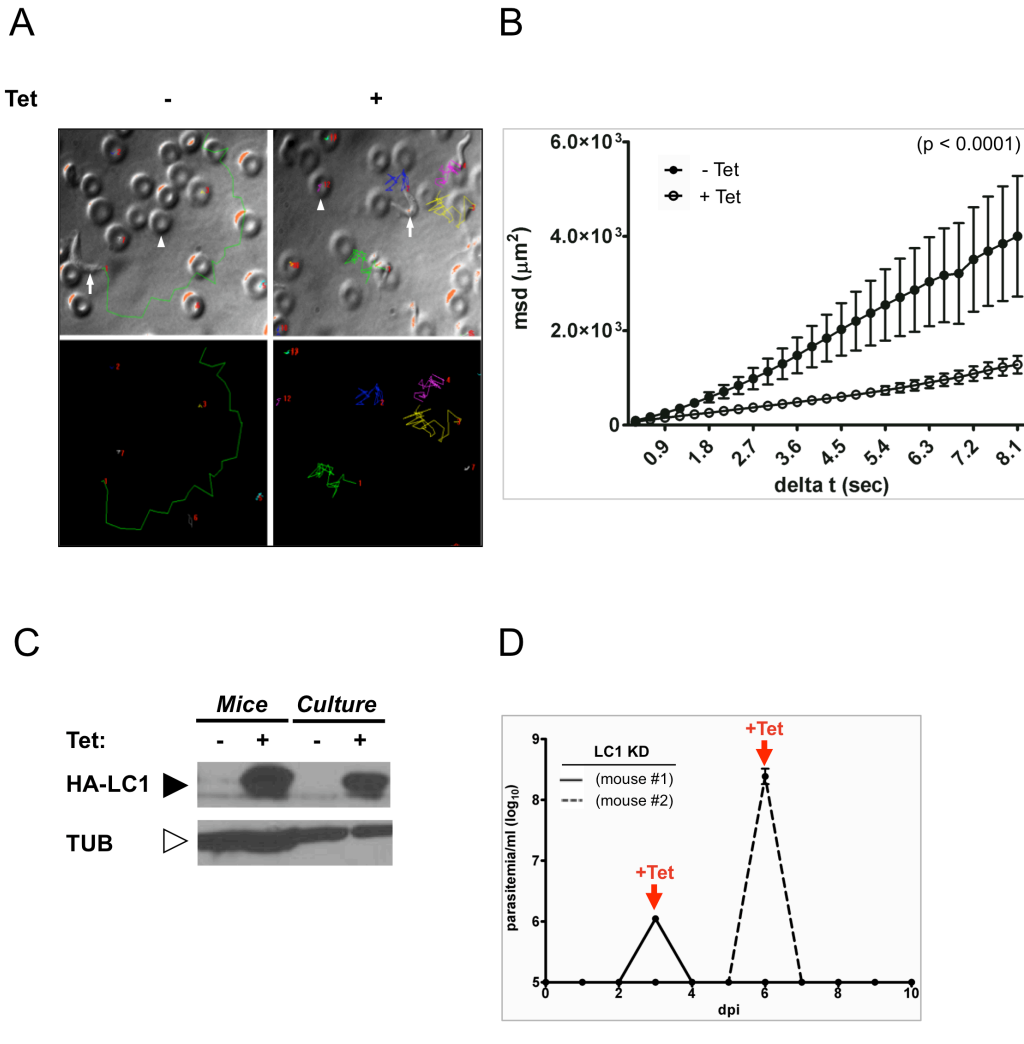 A
Tet - +
B
6.0×10³
4.0×10³
2.0×10³
0
msd (μm²)
(p < 0.0001)
- Tet
+ Tet
0.9 1.8 2.7 3.6 4.5 5.4 6.3 7.2 8.1
delta t (sec)
C
Mice Culture
Tet: - + - +
HA-LC1
TUB
D
9
8
7
6
5
parasitemia/ml (log₁₀)
LC1 KD
(mouse #1)
(mouse #2)
+Tet
+Tet
0 2 4 6 8 10
dpi